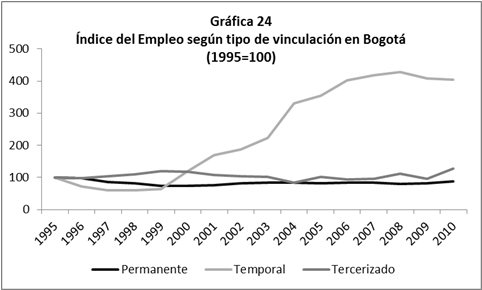 Gráfica 24
Índice del Empleo según tipo de vinculación en Bogotá
(1995=100)
500
400
300
200
100
0
1995 1996 1997 1998 1999 2000 2001 2002 2003 2004 2005 2006 2007 2008 2009 2010
Permanente Temporal Tercerizado